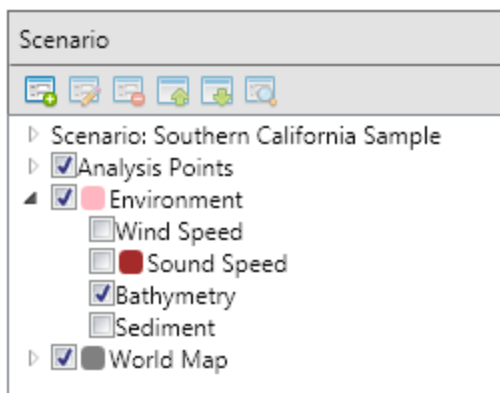 Scenario
Scenario: Southern California Sample
Analysis Points
Environment
Wind Speed
Sound Speed
Bathymetry
Sediment
World Map